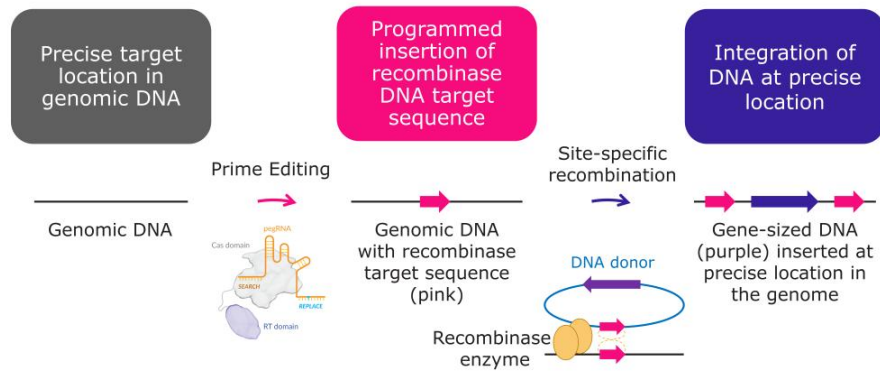 Precise target
location in
genomic DNA
Programmed
insertion of
recombinase
DNA target
sequence
Integration of
DNA at precise
location
Genomic DNA
Prime Editing
pegRNA
Cas domain
SEARCH
REPLACE
RT domain
Genomic DNA
with recombinase
target sequence
(pink)
Site-specific
recombination
DNA donor
Recombinase
enzyme
Gene-sized DNA
(purple) inserted at
precise location in
the genome